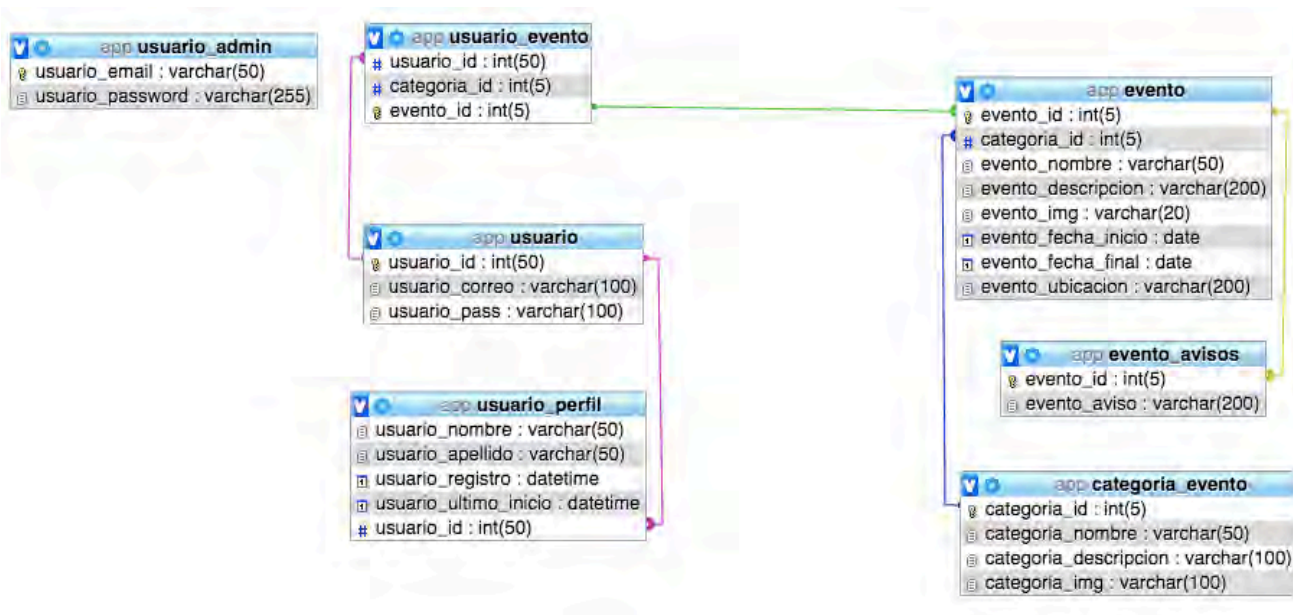 app usuario_admin
usuario_email : varchar(50)
usuario_password : varchar(255)
app usuario_evento
# usuario_id : int(50)
# categoria_id : int(5)
evento_id : int(5)
app evento
evento_id : int(5)
# categoria_id : int(5)
evento_nombre : varchar(50)
evento_descripcion : varchar(200)
evento_img : varchar(20)
evento_fecha_inicio : date
evento_fecha_final : date
evento_ubicacion : varchar(200)
app usuario
usuario_id : int(50)
usuario_correo : varchar(100)
usuario_pass : varchar(100)
app evento_avisos
evento_id : int(5)
evento_aviso : varchar(200)
app usuario_perfil
usuario_nombre : varchar(50)
usuario_apellido : varchar(50)
usuario_registro : datetime
usuario_ultimo_inicio : datetime
# usuario_id : int(50)
app categoria_evento
categoria_id : int(5)
categoria_nombre : varchar(50)
categoria_descripcion : varchar(100)
categoria_img : varchar(100)